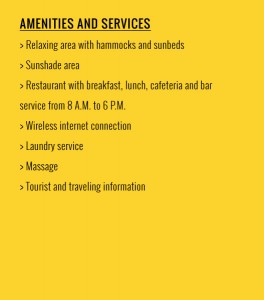 AMENITIES AND SERVICES
> Relaxing area with hammocks and sunbeds
> Sunshade area
> Restaurant with breakfast, lunch, cafeteria and bar
service from 8 A.M. to 6 P.M.
> Wireless internet connection
> Laundry service
> Massage
> Tourist and traveling information